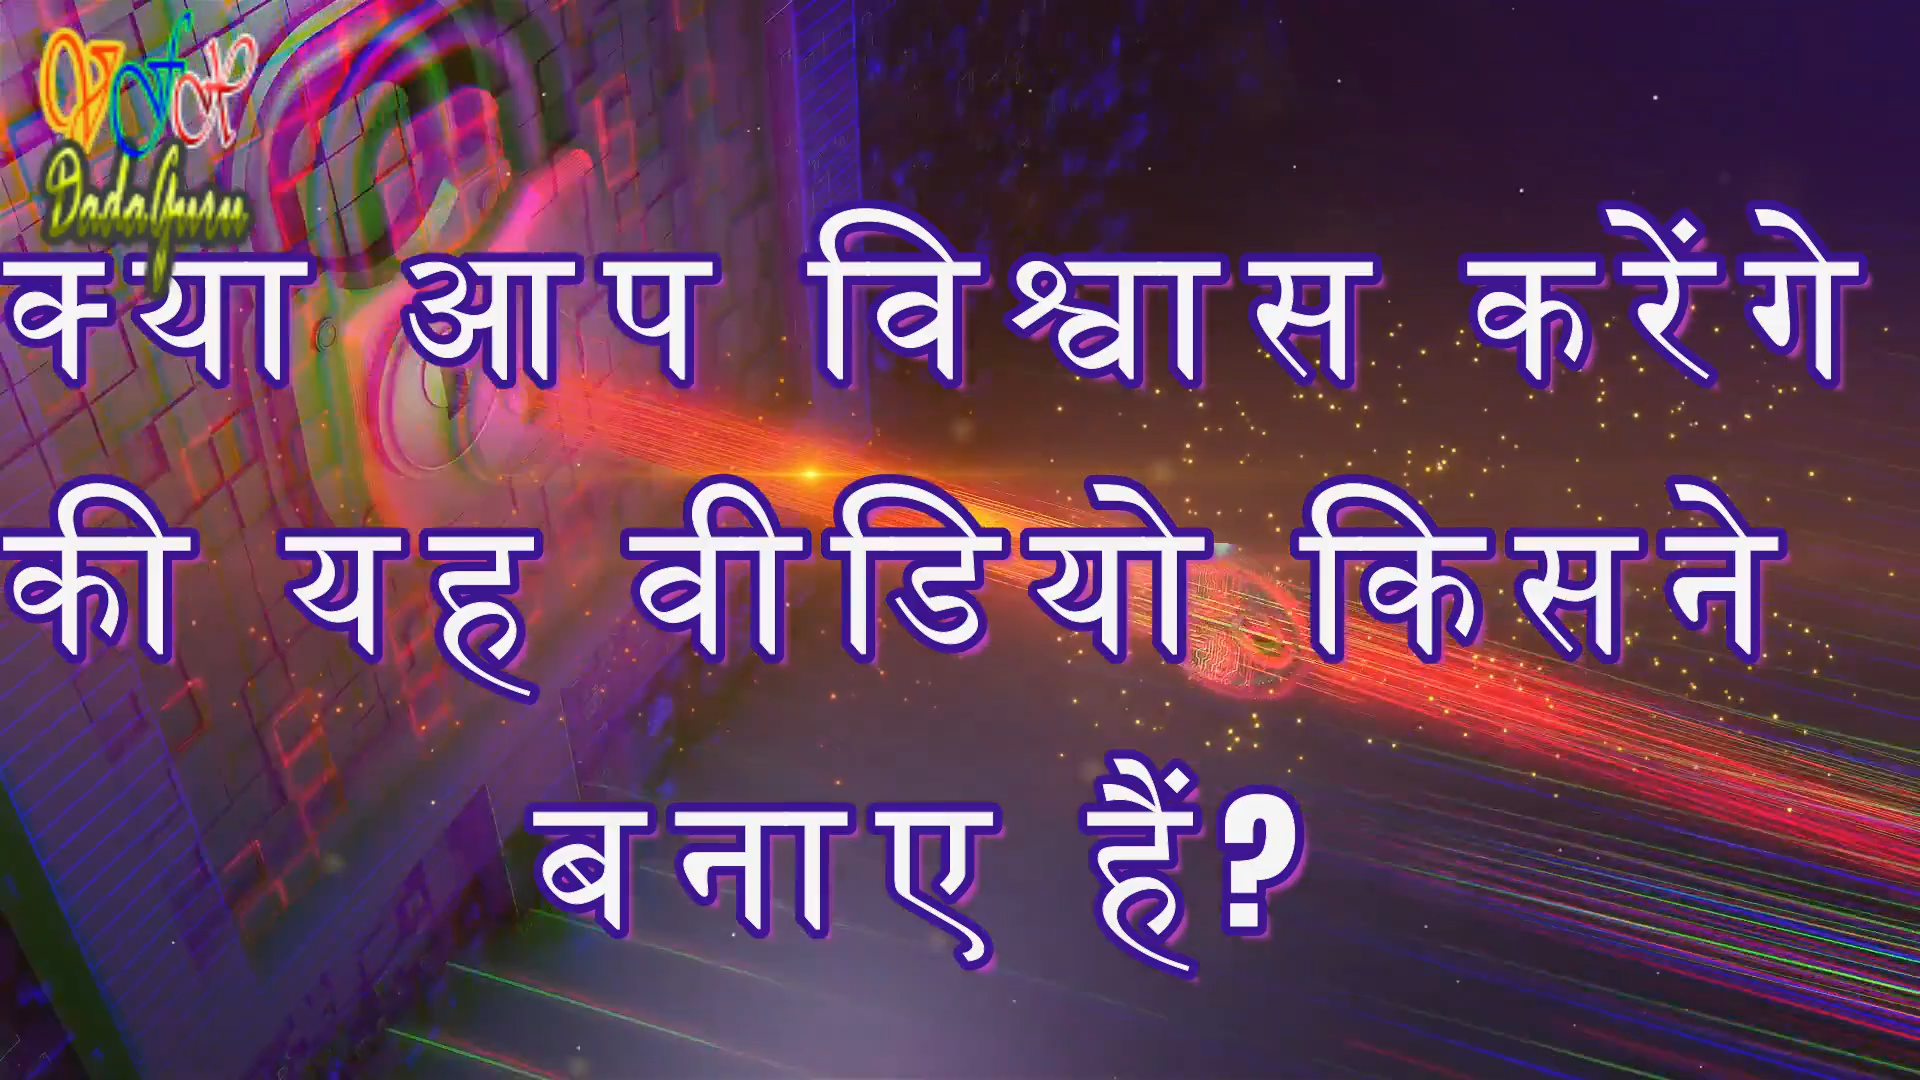 DadaGuru
क्या आप विश्वास करेंगे
की यह वीडियो किसने
बनाए हैं?